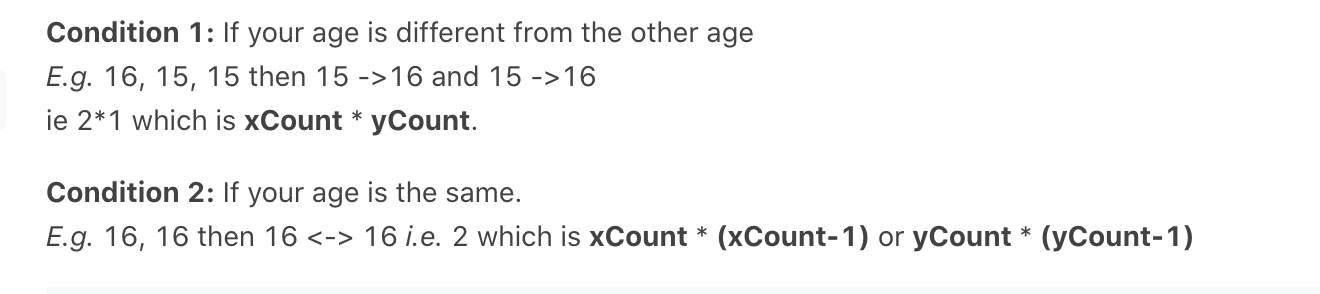 Condition 1: If your age is different from the other age
E.g. 16, 15, 15 then 15 ->16 and 15 ->16
ie 2*1 which is xCount * yCount.
Condition 2: If your age is the same.
E.g. 16, 16 then 16 <-> 16 i.e. 2 which is xCount * (xCount-1) or yCount * (yCount-1)